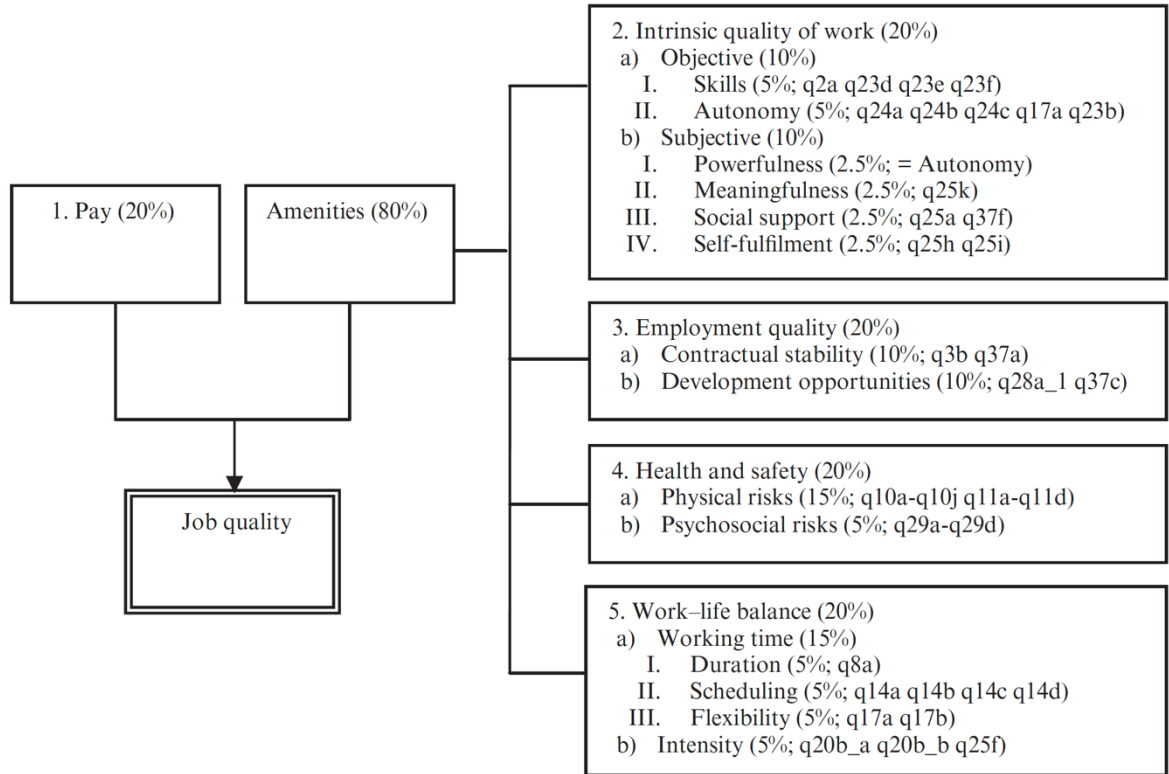 1. Pay (20%)
Amenities (80%)
Job quality
2. Intrinsic quality of work (20%)
a) Objective (10%)
I. Skills (5%; q2a q23d q23e q23f)
II. Autonomy (5%; q24a q24b q24c q17a q23b)
b) Subjective (10%)
I. Powerfulness (2.5%; = Autonomy)
II. Meaningfulness (2.5%; q25k)
III. Social support (2.5%; q25a q37f)
IV. Self-fulfilment (2.5%; q25h q25i)
3. Employment quality (20%)
a) Contractual stability (10%; q3b q37a)
b) Development opportunities (10%; q28a_1 q37c)
4. Health and safety (20%)
a) Physical risks (15%; q10a-q10j q11a-q11d)
b) Psychosocial risks (5%; q29a-q29d)
5. Work–life balance (20%)
a) Working time (15%)
I. Duration (5%; q8a)
II. Scheduling (5%; q14a q14b q14c q14d)
III. Flexibility (5%; q17a q17b)
b) Intensity (5%; q20b_a q20b_b q25f)